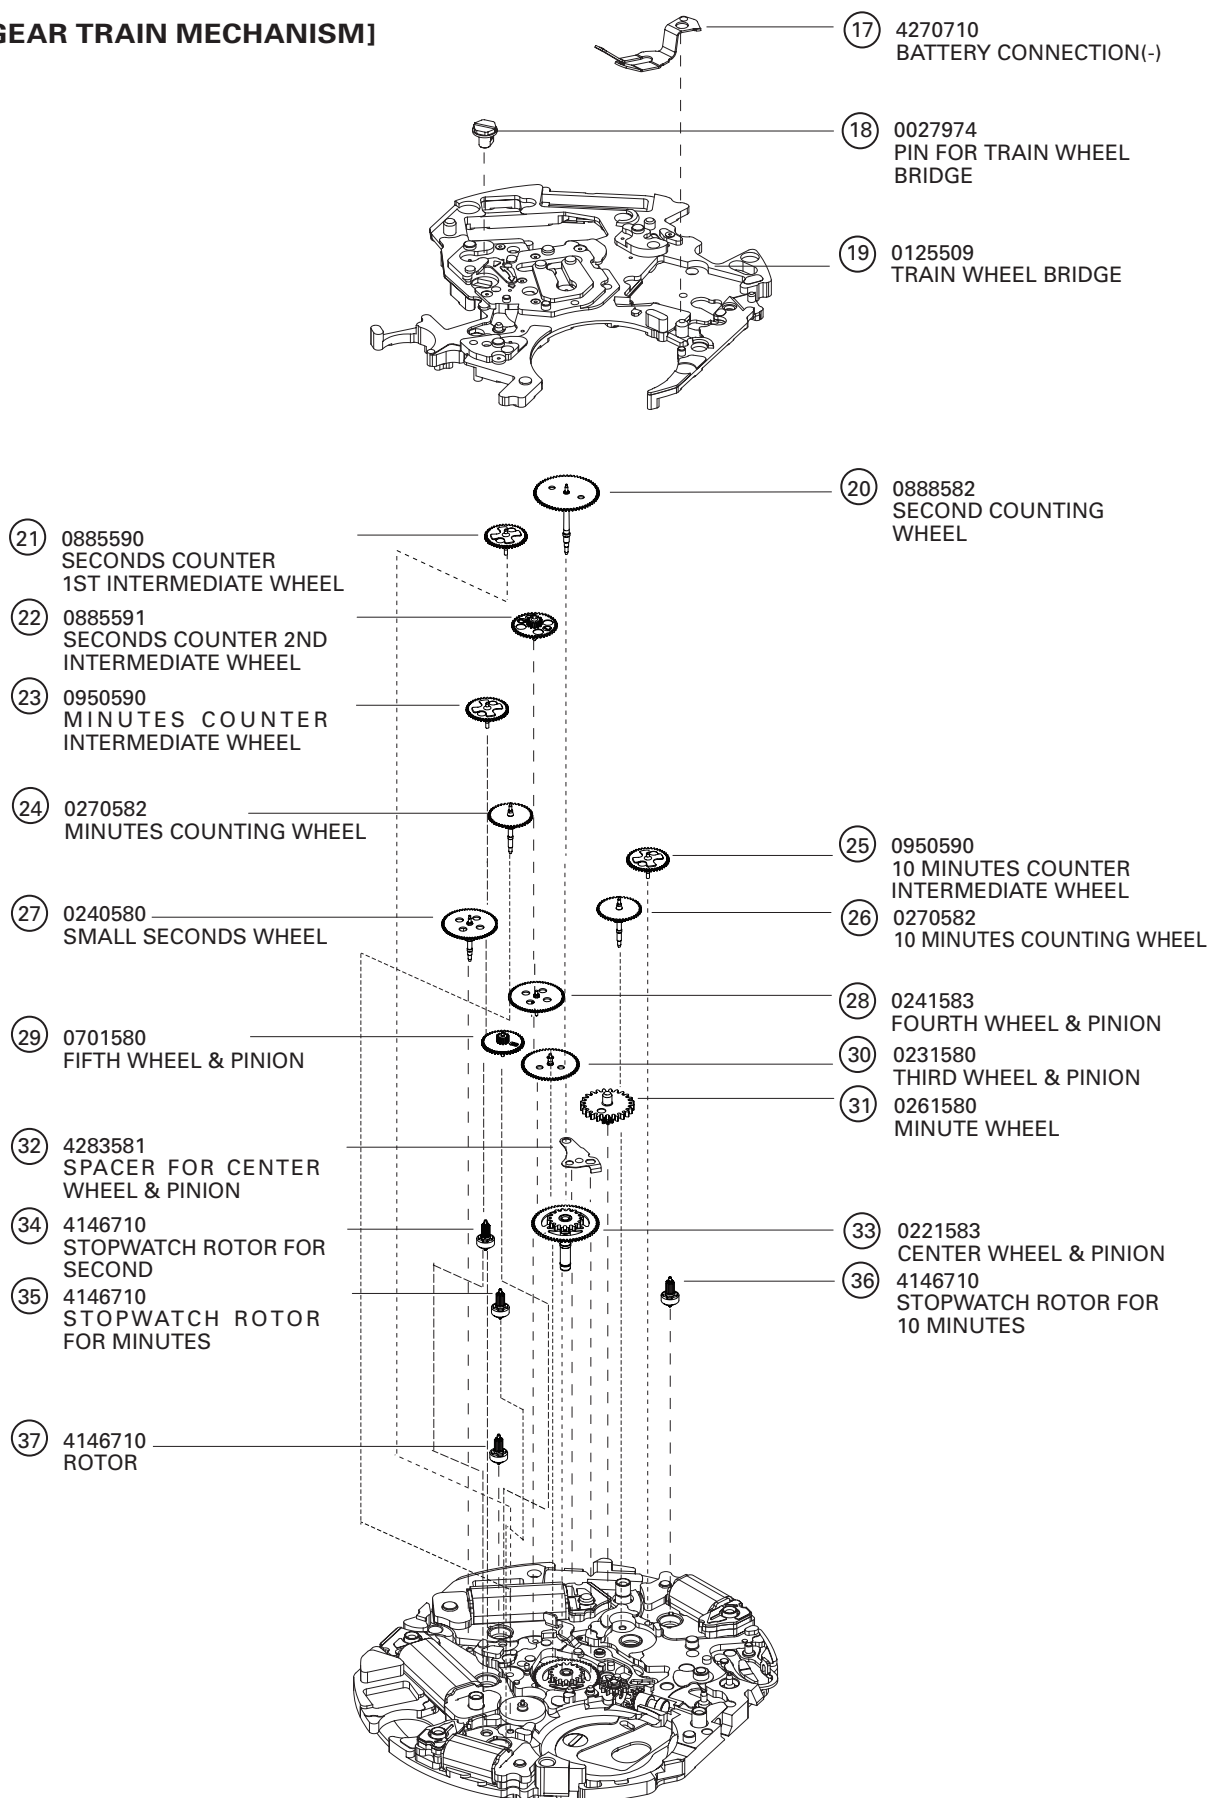 GEAR TRAIN MECHANISM]
17 4270710
BATTERY CONNECTION(-)
18 0027974
PIN FOR TRAIN WHEEL
BRIDGE
19 0125509
TRAIN WHEEL BRIDGE
20 0888582
SECOND COUNTING
WHEEL
21 0885590
SECONDS COUNTER
1ST INTERMEDIATE WHEEL
22 0885591
SECONDS COUNTER 2ND
INTERMEDIATE WHEEL
23 0950590
MINUTES COUNTER
INTERMEDIATE WHEEL
24 0270582
MINUTES COUNTING WHEEL
25 0950590
10 MINUTES COUNTER
INTERMEDIATE WHEEL
26 0270582
10 MINUTES COUNTING WHEEL
27 0240580
SMALL SECONDS WHEEL
28 0241583
FOURTH WHEEL & PINION
29 0701580
FIFTH WHEEL & PINION
30 0231580
THIRD WHEEL & PINION
31 0261580
MINUTE WHEEL
32 4283581
SPACER FOR CENTER
WHEEL & PINION
33 0221583
CENTER WHEEL & PINION
34 4146710
STOPWATCH ROTOR FOR
SECOND
35 4146710
STOPWATCH ROTOR
FOR MINUTES
36 4146710
STOPWATCH ROTOR FOR
10 MINUTES
37 4146710
ROTOR